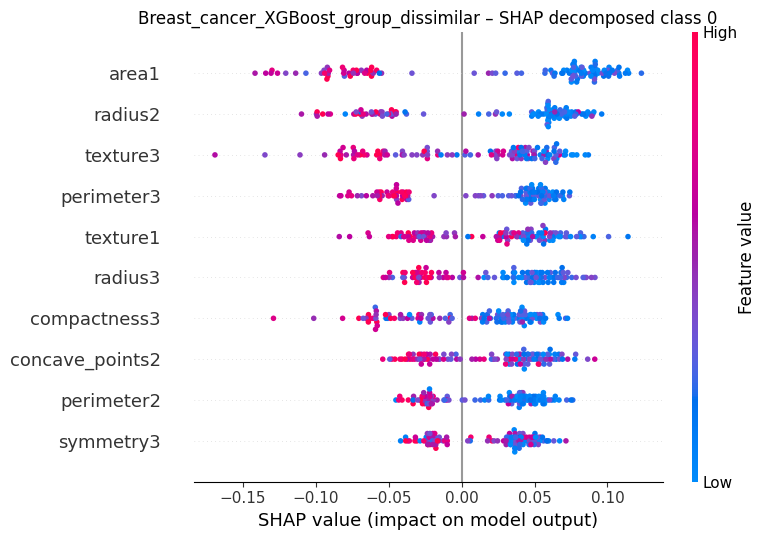 Breast_cancer_XGBoost_group_dissimilar – SHAP decomposed class 0
High
area1
radius2
texture3
perimeter3
texture1
radius3
compactness3
concave_points2
perimeter2
symmetry3
Feature value
Low
−0.15 −0.10 −0.05 0.00 0.05 0.10
SHAP value (impact on model output)